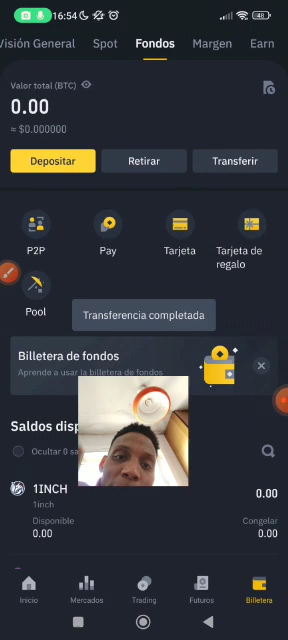 16:54
48
Visión General Spot Fondos Margen Earn
Valor total (BTC)
0.00
≈ $0.000000
Depositar Retirar Transferir
P2P Pay Tarjeta Tarjeta de regalo
Pool
Transferencia completada
Billetera de fondos
Aprende a usar la billetera de fondos
Saldos disp
Ocultar 0 sa
1INCH 0.00
1inch
Disponible Congelar
0.00 0.00
Inicio Mercados Trading Futuros Billetera